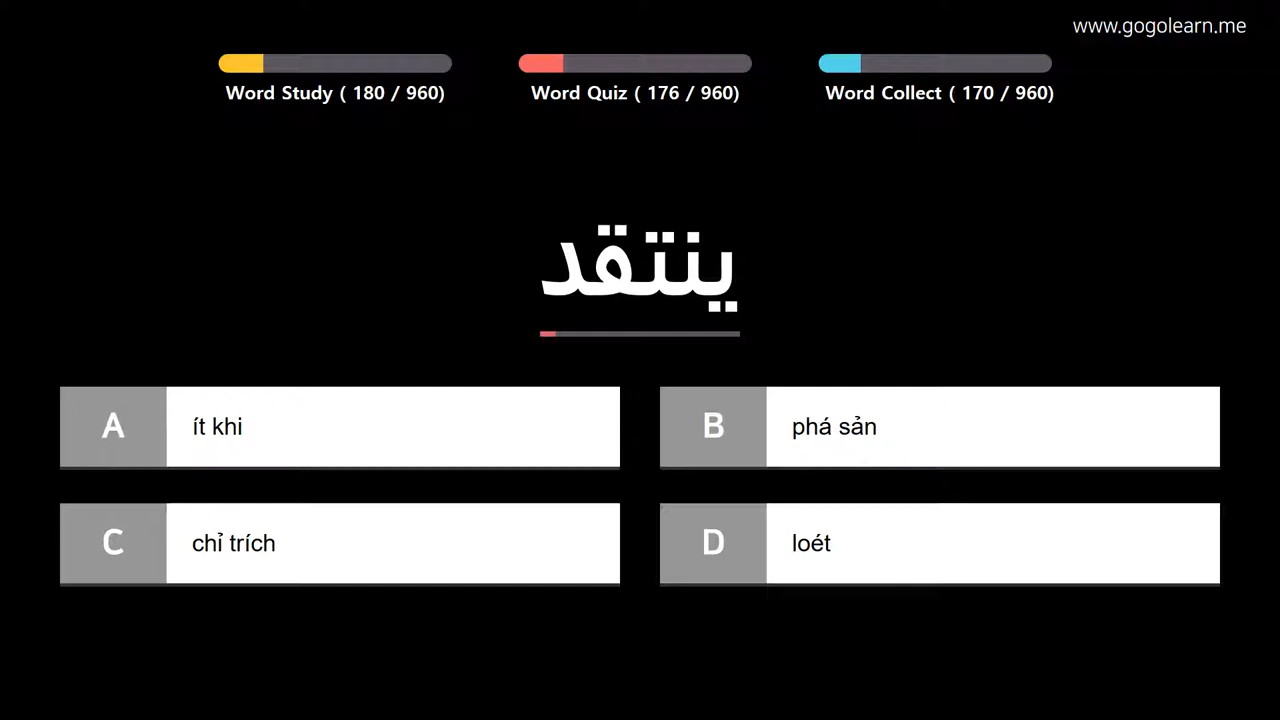 www.gogolearn.me
Word Study ( 180 / 960)
Word Quiz ( 176 / 960)
Word Collect ( 170 / 960)
ينتقد
A
ít khi
B
phá sản
C
chỉ trích
D
loét